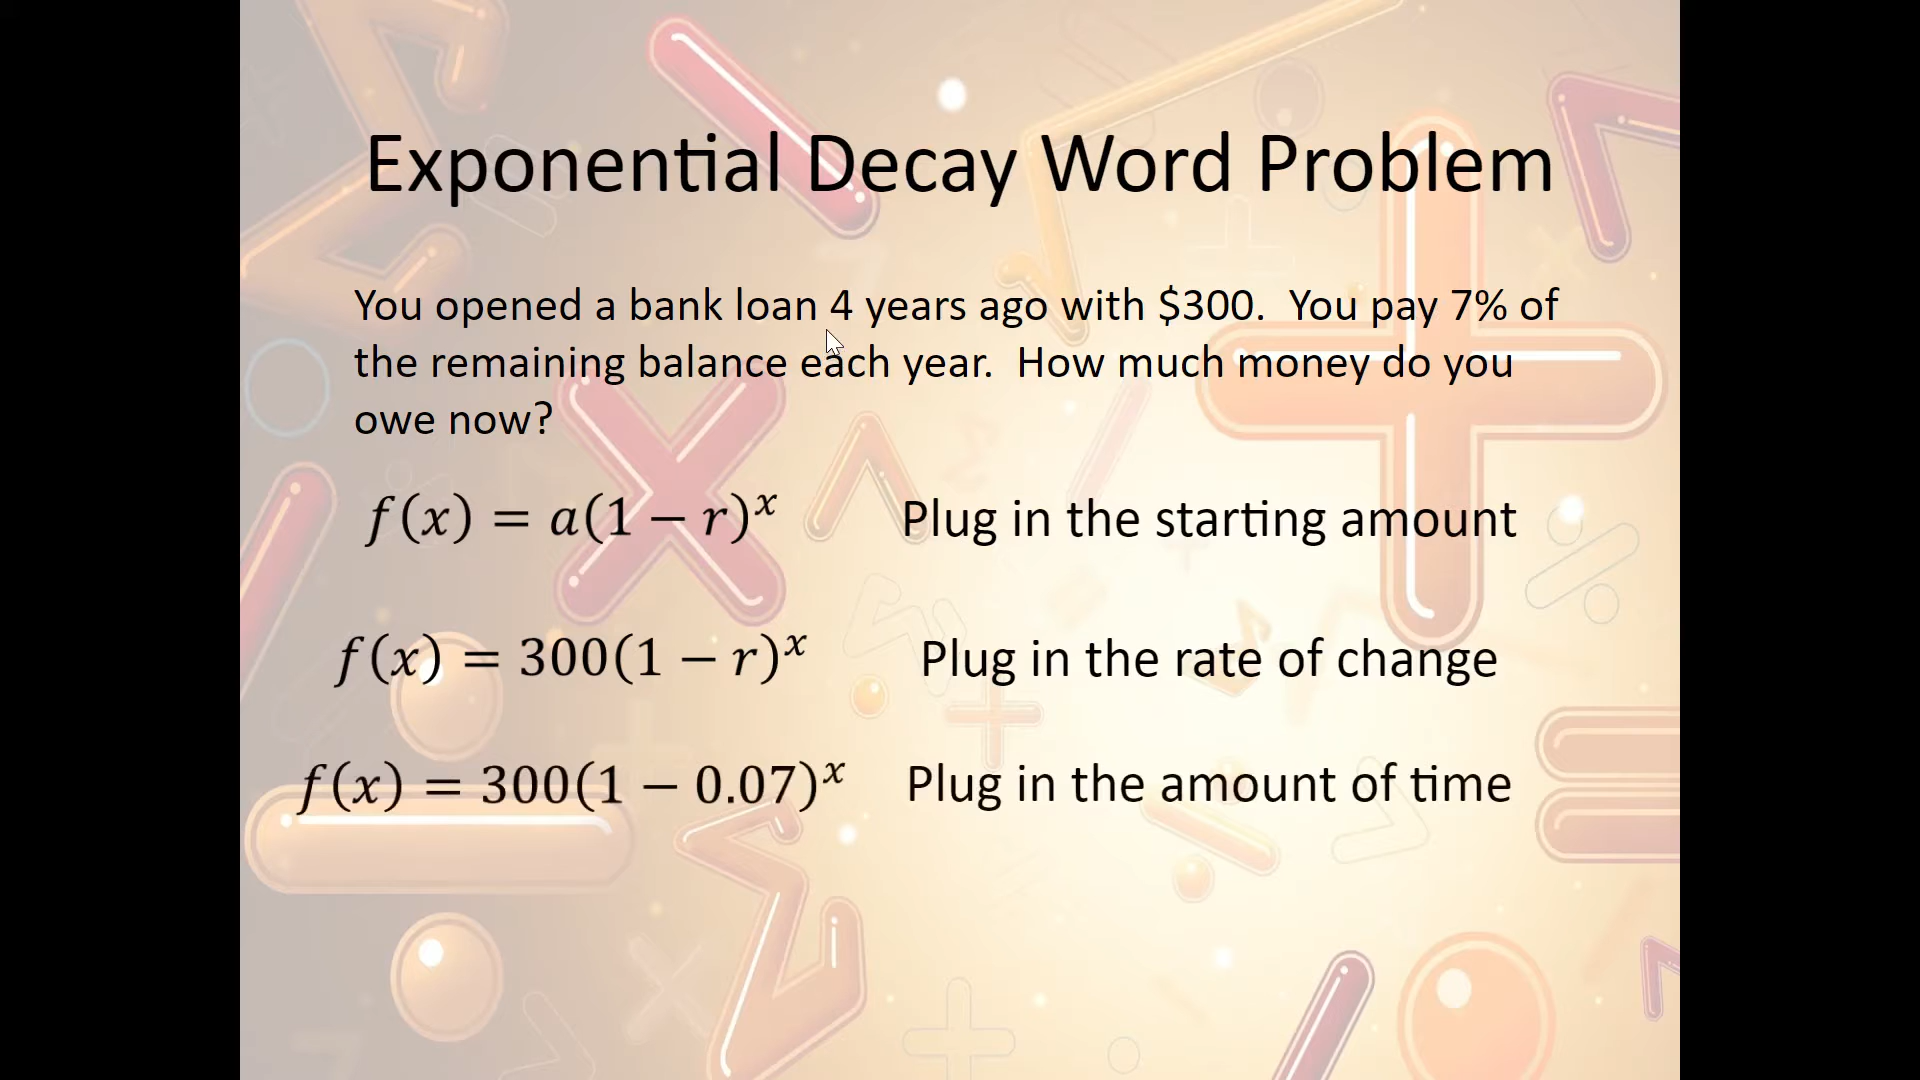 Exponential Decay Word Problem
You opened a bank loan 4 years ago with $300.  You pay 7% of
the remaining balance each year.  How much money do you
owe now?
f(x) = a(1 − r)^x Plug in the starting amount
f(x) = 300(1 − r)^x Plug in the rate of change
f(x) = 300(1 − 0.07)^x Plug in the amount of time